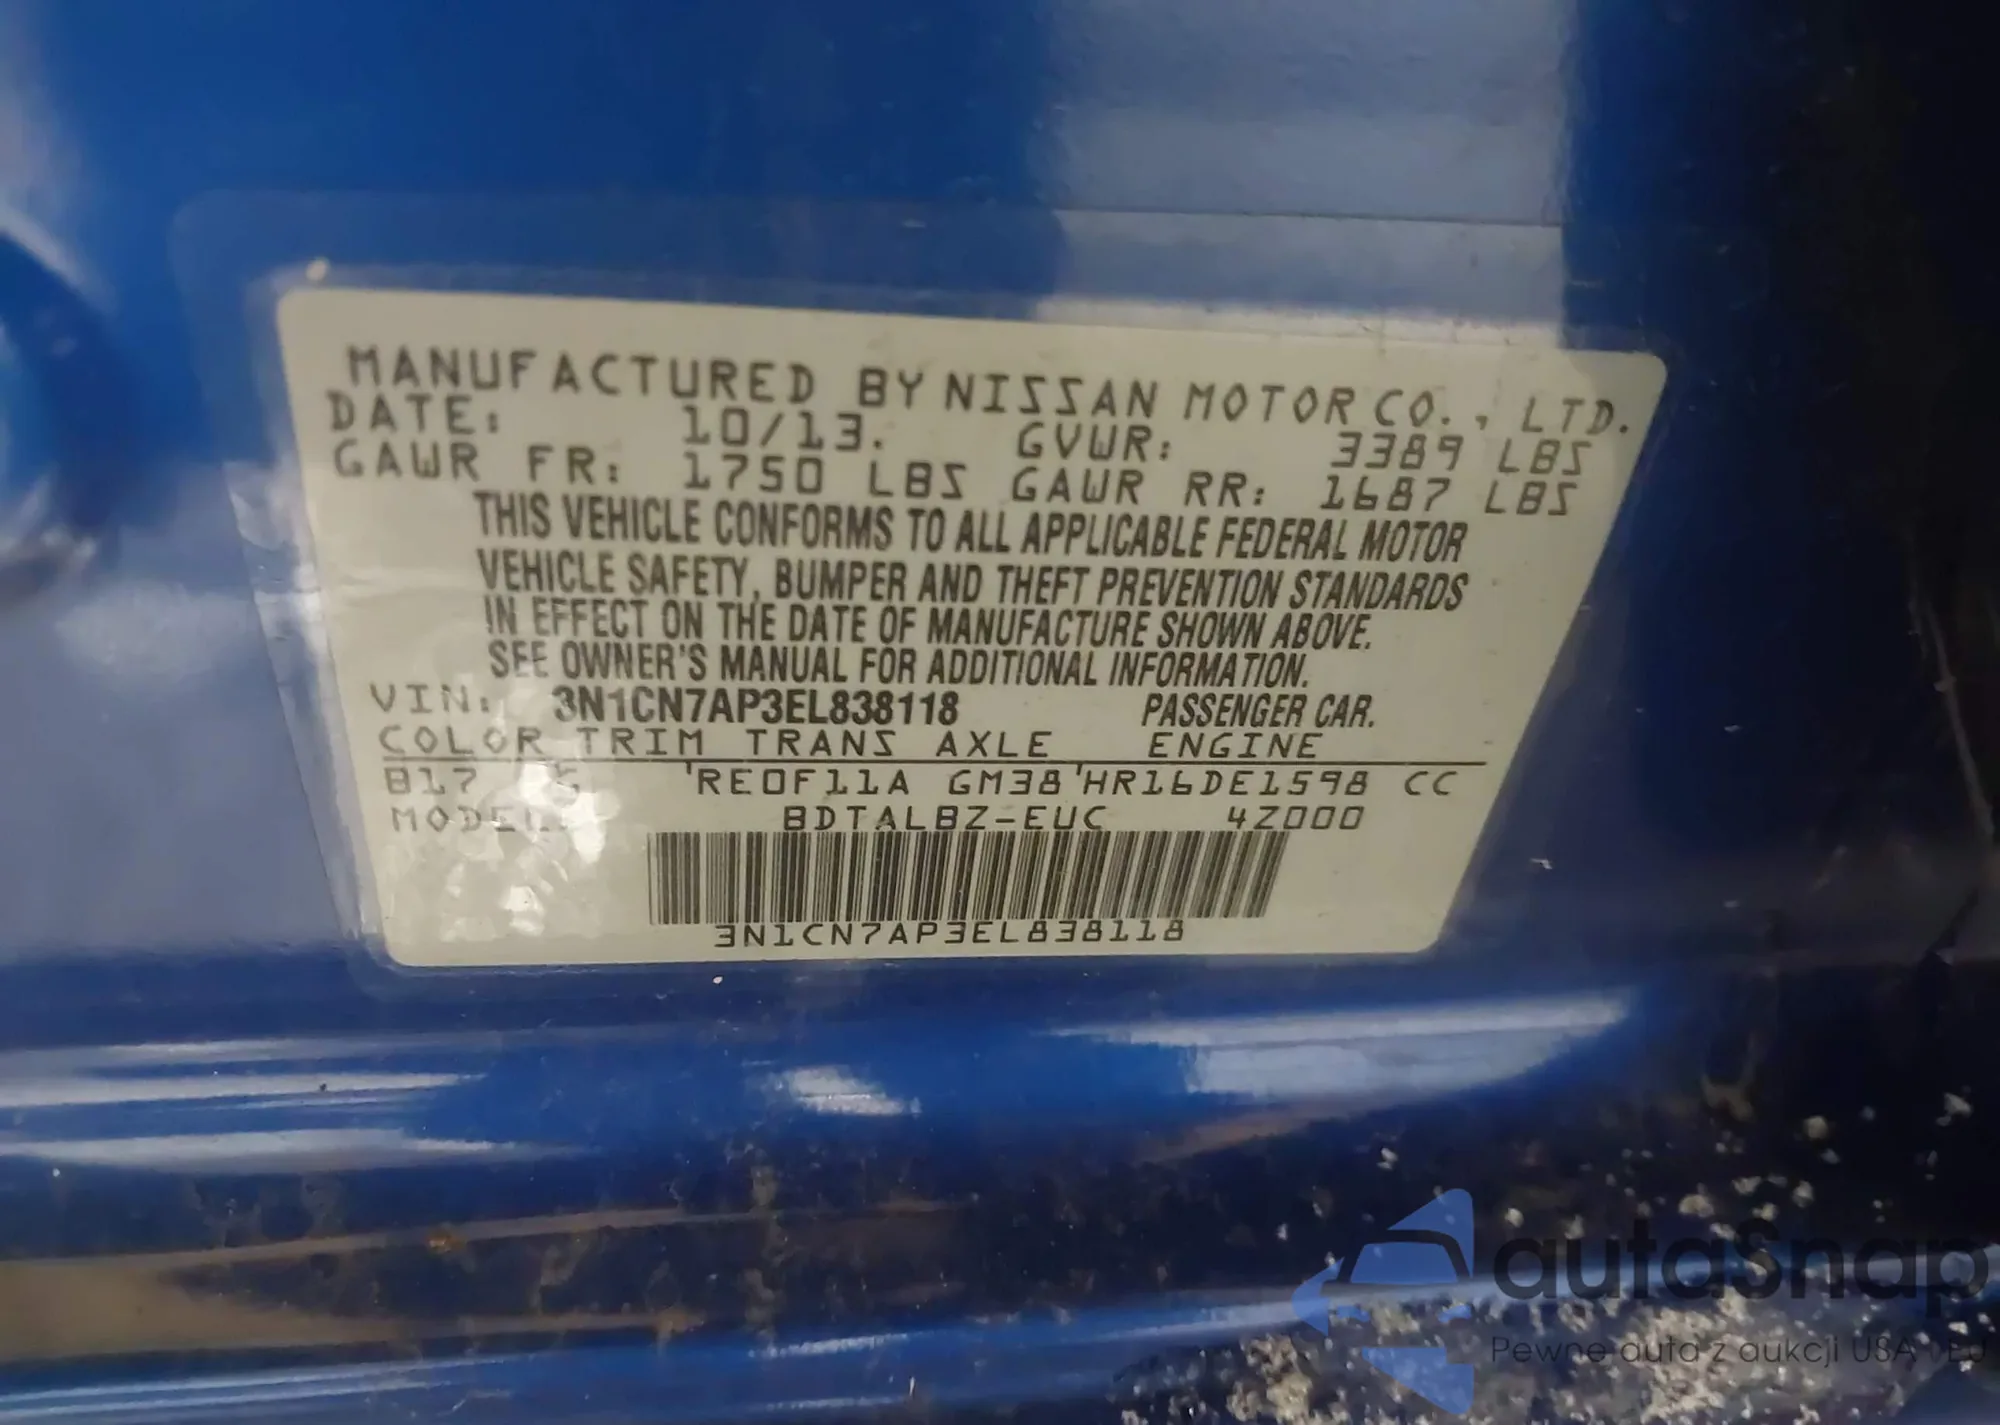 MANUFACTURED BY NISSAN MOTOR CO., LTD.
DATE: 10/13. GVWR: 3389 LBS
GAWR FR: 1750 LBS GAWR RR: 1687 LBS
THIS VEHICLE CONFORMS TO ALL APPLICABLE FEDERAL MOTOR
VEHICLE SAFETY, BUMPER AND THEFT PREVENTION STANDARDS
IN EFFECT ON THE DATE OF MANUFACTURE SHOWN ABOVE.
SEE OWNER'S MANUAL FOR ADDITIONAL INFORMATION.
VIN: 3N1CN7AP3EL838118 PASSENGER CAR.
COLOR TRIM TRANS AXLE ENGINE
B17 RE0F11A GM38 HR16DE1598 CC
MODEL: BDTALBZ-EUC 4Z000
3N1CN7AP3EL838118
autaSnap
Pewne auta z aukcji USA